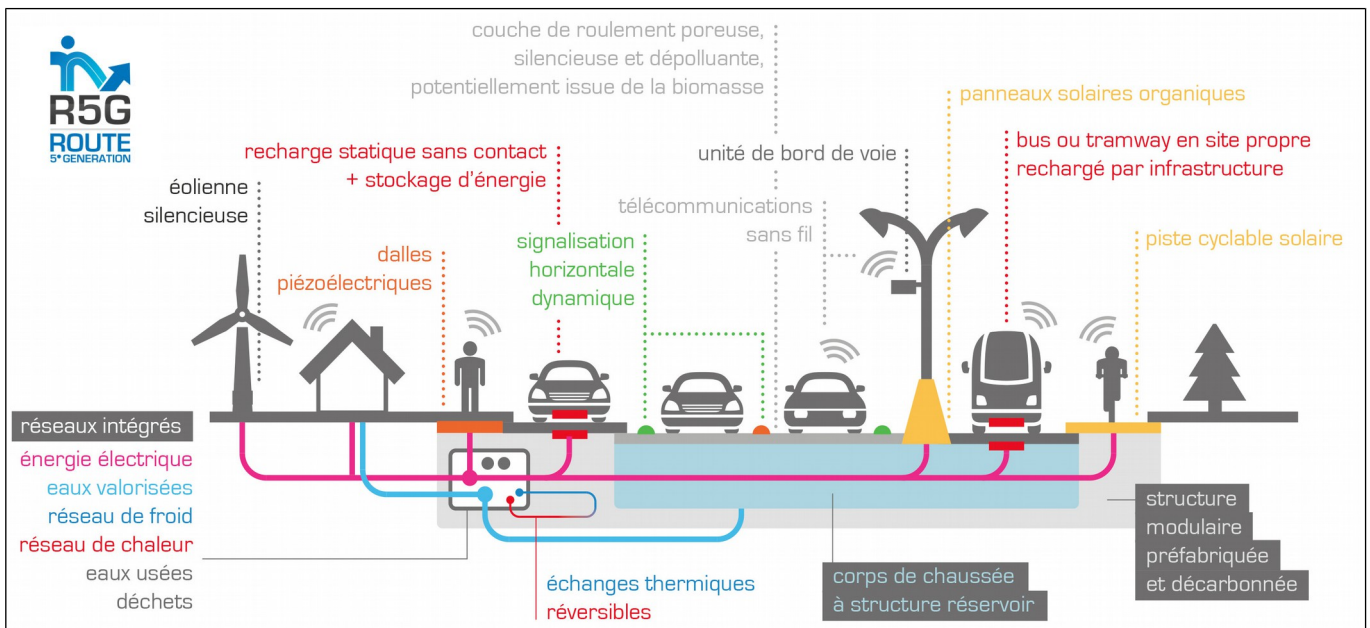 R5G
ROUTE
5e GENERATION
couche de roulement poreuse,
silencieuse et dépolluante,
potentiellement issue de la biomasse
panneaux solaires organiques
recharge statique sans contact
+ stockage d'énergie
unité de bord de voie
bus ou tramway en site propre
rechargé par infrastructure
éolienne
silencieuse
télécommunications
sans fil
signalisation
horizontale
dynamique
piste cyclable solaire
dalles
piézoélectriques
réseaux intégrés
énergie électrique
eaux valorisées
réseau de froid
réseau de chaleur
eaux usées
déchets
échanges thermiques
réversibles
corps de chaussée
à structure réservoir
structure
modulaire
préfabriquée
et décarbonnée